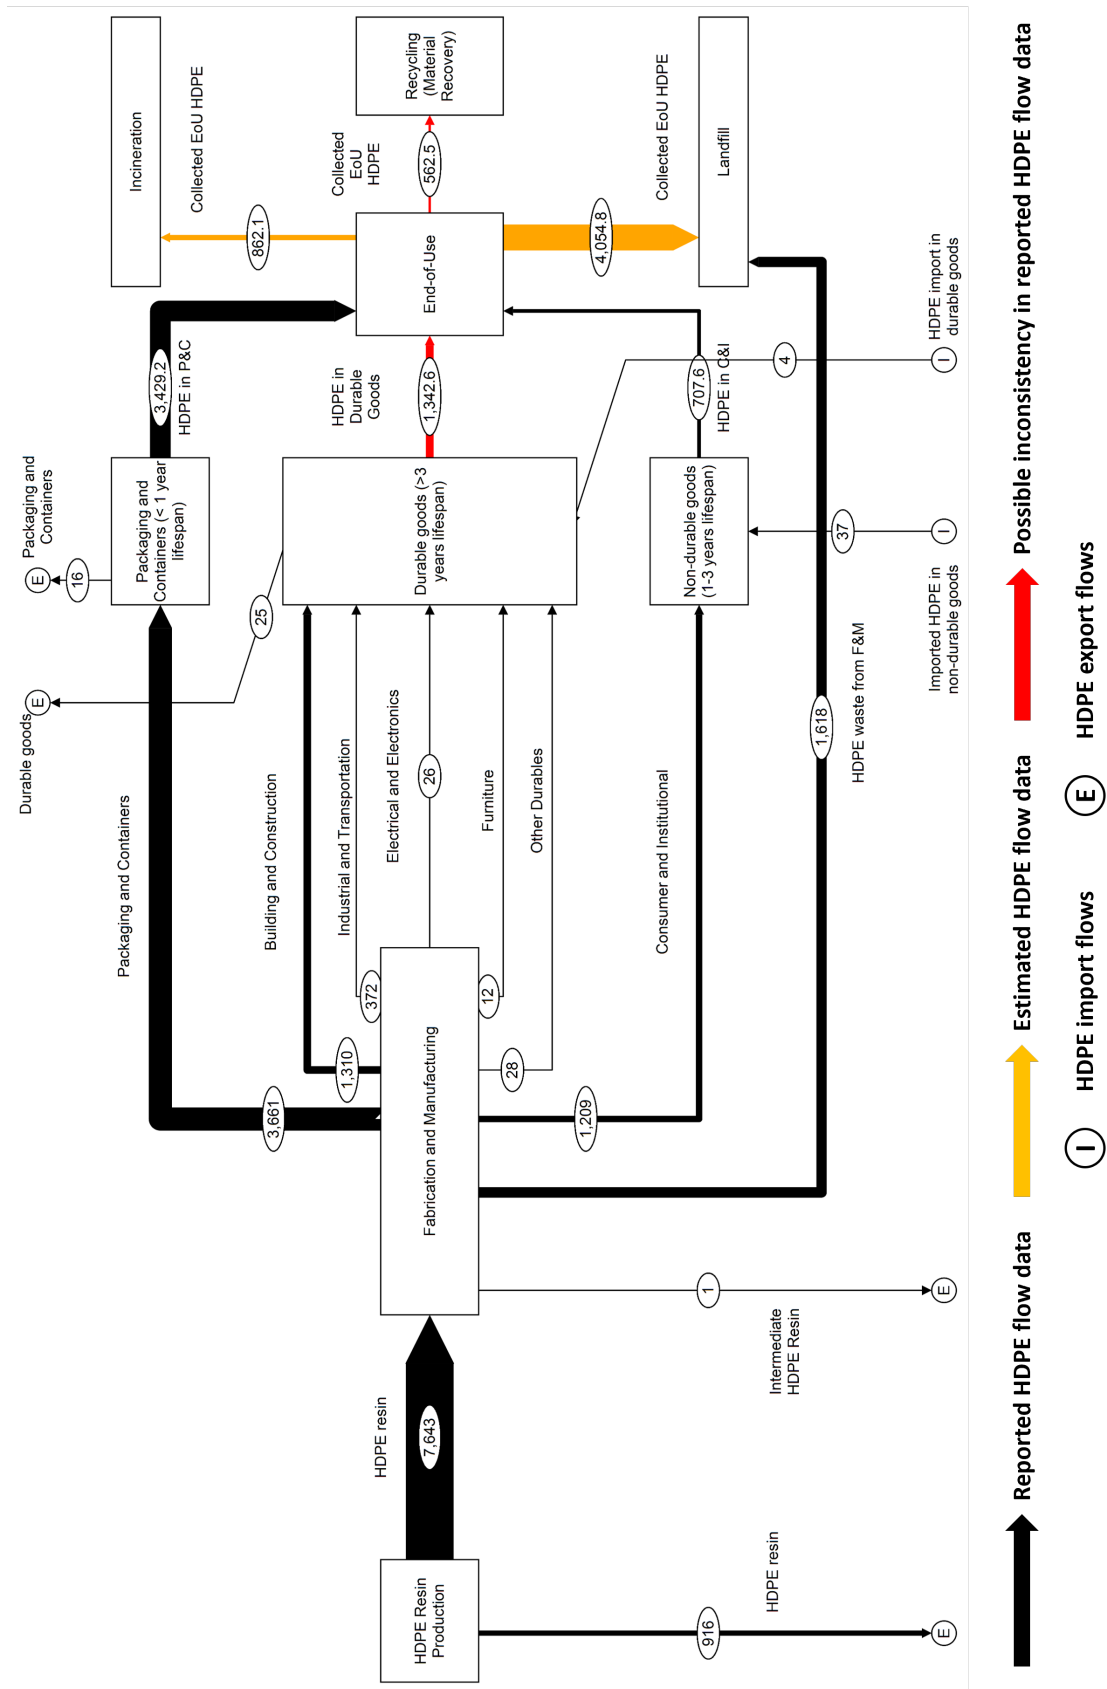 HDPE Resin
Production
916
HDPE resin
E
HDPE resin
7,643
Fabrication and Manufacturing
1
Intermediate
HDPE Resin
E
3,661
Packaging and Containers
1,310
Building and Construction
372
Industrial and Transportation
26
Electrical and Electronics
12
Furniture
28
Other Durables
1,209
Consumer and Institutional
1,618
HDPE waste from F&M
Durable goods
E
25
Packaging and
Containers
E
16
Packaging and
Containers (< 1 year
lifespan)
Durable goods (>3
years lifespan)
Non-durable goods
(1-3 years lifespan)
37
I
Imported HDPE in
non-durable goods
3,429.2
HDPE in P&C
HDPE in
Durable
Goods
1,342.6
707.6
HDPE in C&I
4
I
HDPE import in
durable goods
End-of-Use
862.1
Collected EoU HDPE
Incineration
562.5
Collected
EoU
HDPE
Recycling
(Material
Recovery)
4,054.8
Collected EoU HDPE
Landfill
Reported HDPE flow data
Estimated HDPE flow data
Possible inconsistency in reported HDPE flow data
I
HDPE import flows
E
HDPE export flows